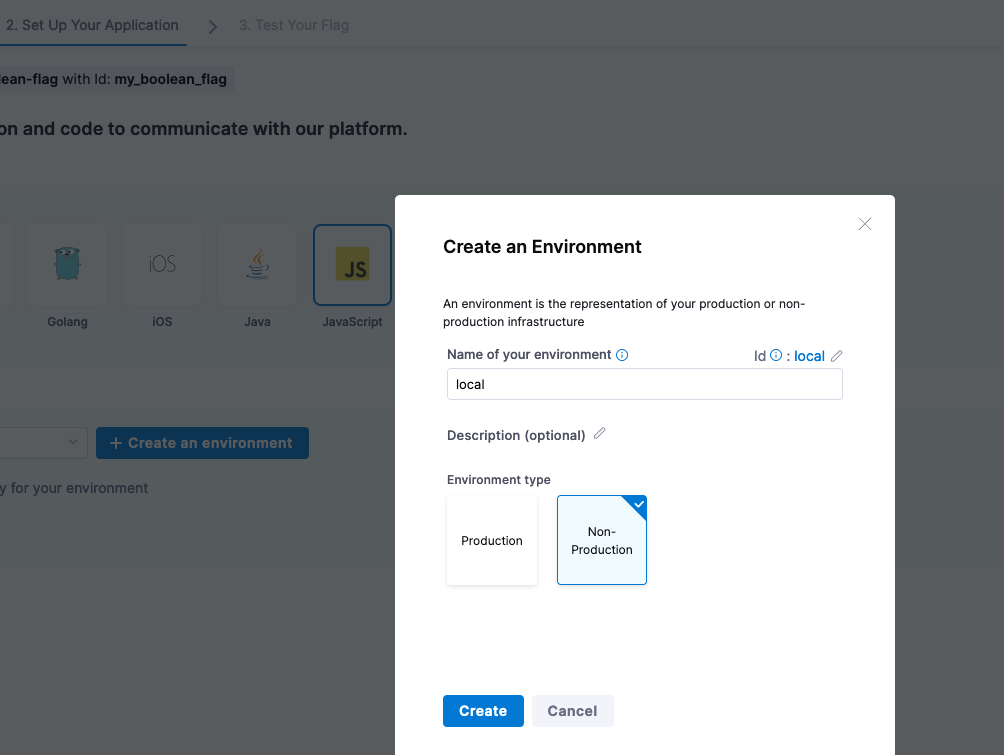 2. Set Up Your Application
3. Test Your Flag
ean-flag with Id: my_boolean_flag
on and code to communicate with our platform.
Create an Environment
An environment is the representation of your production or non-
production infrastructure
Name of your environment
Id : local
local
Description (optional)
Environment type
Production
Non-
Production
Create
Cancel
iOS
JS
Golang
iOS
Java
JavaScript
+ Create an environment
y for your environment